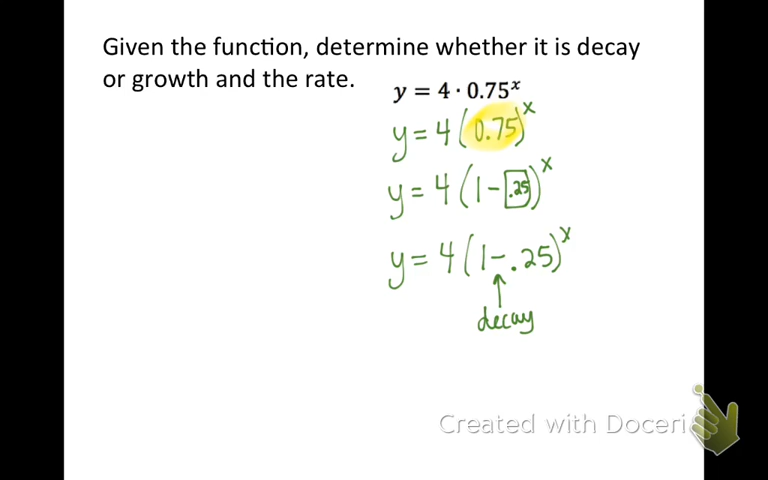 Given the function, determine whether it is decay
or growth and the rate.
y = 4 · 0.75ˣ
y = 4 (0.75)ˣ
y = 4 (1 - .25)ˣ
y = 4 (1 - .25)ˣ
decay
Created with Doceri